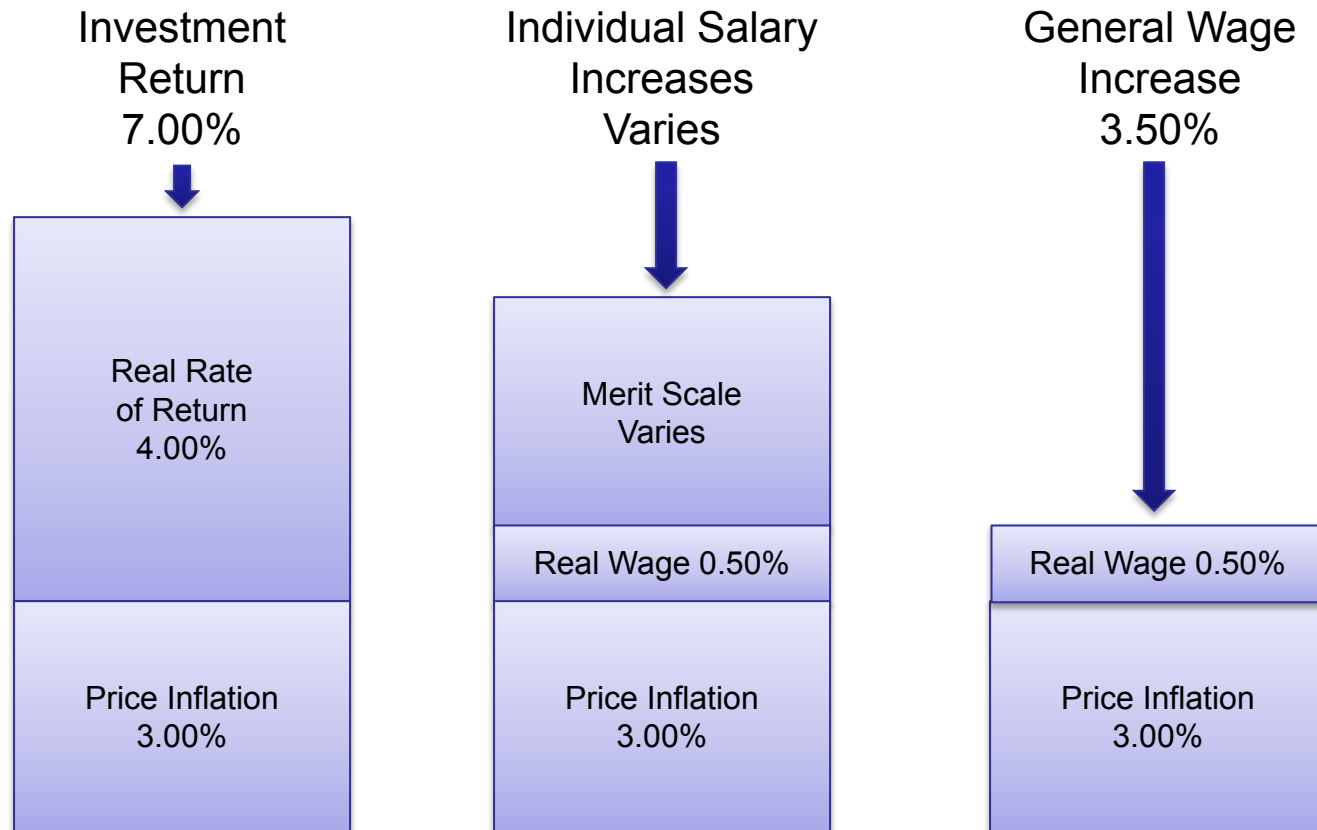 Investment
Return
7.00%
Real Rate
of Return
4.00%
Price Inflation
3.00%
Individual Salary
Increases
Varies
Merit Scale
Varies
Real Wage 0.50%
Price Inflation
3.00%
General Wage
Increase
3.50%
Real Wage 0.50%
Price Inflation
3.00%